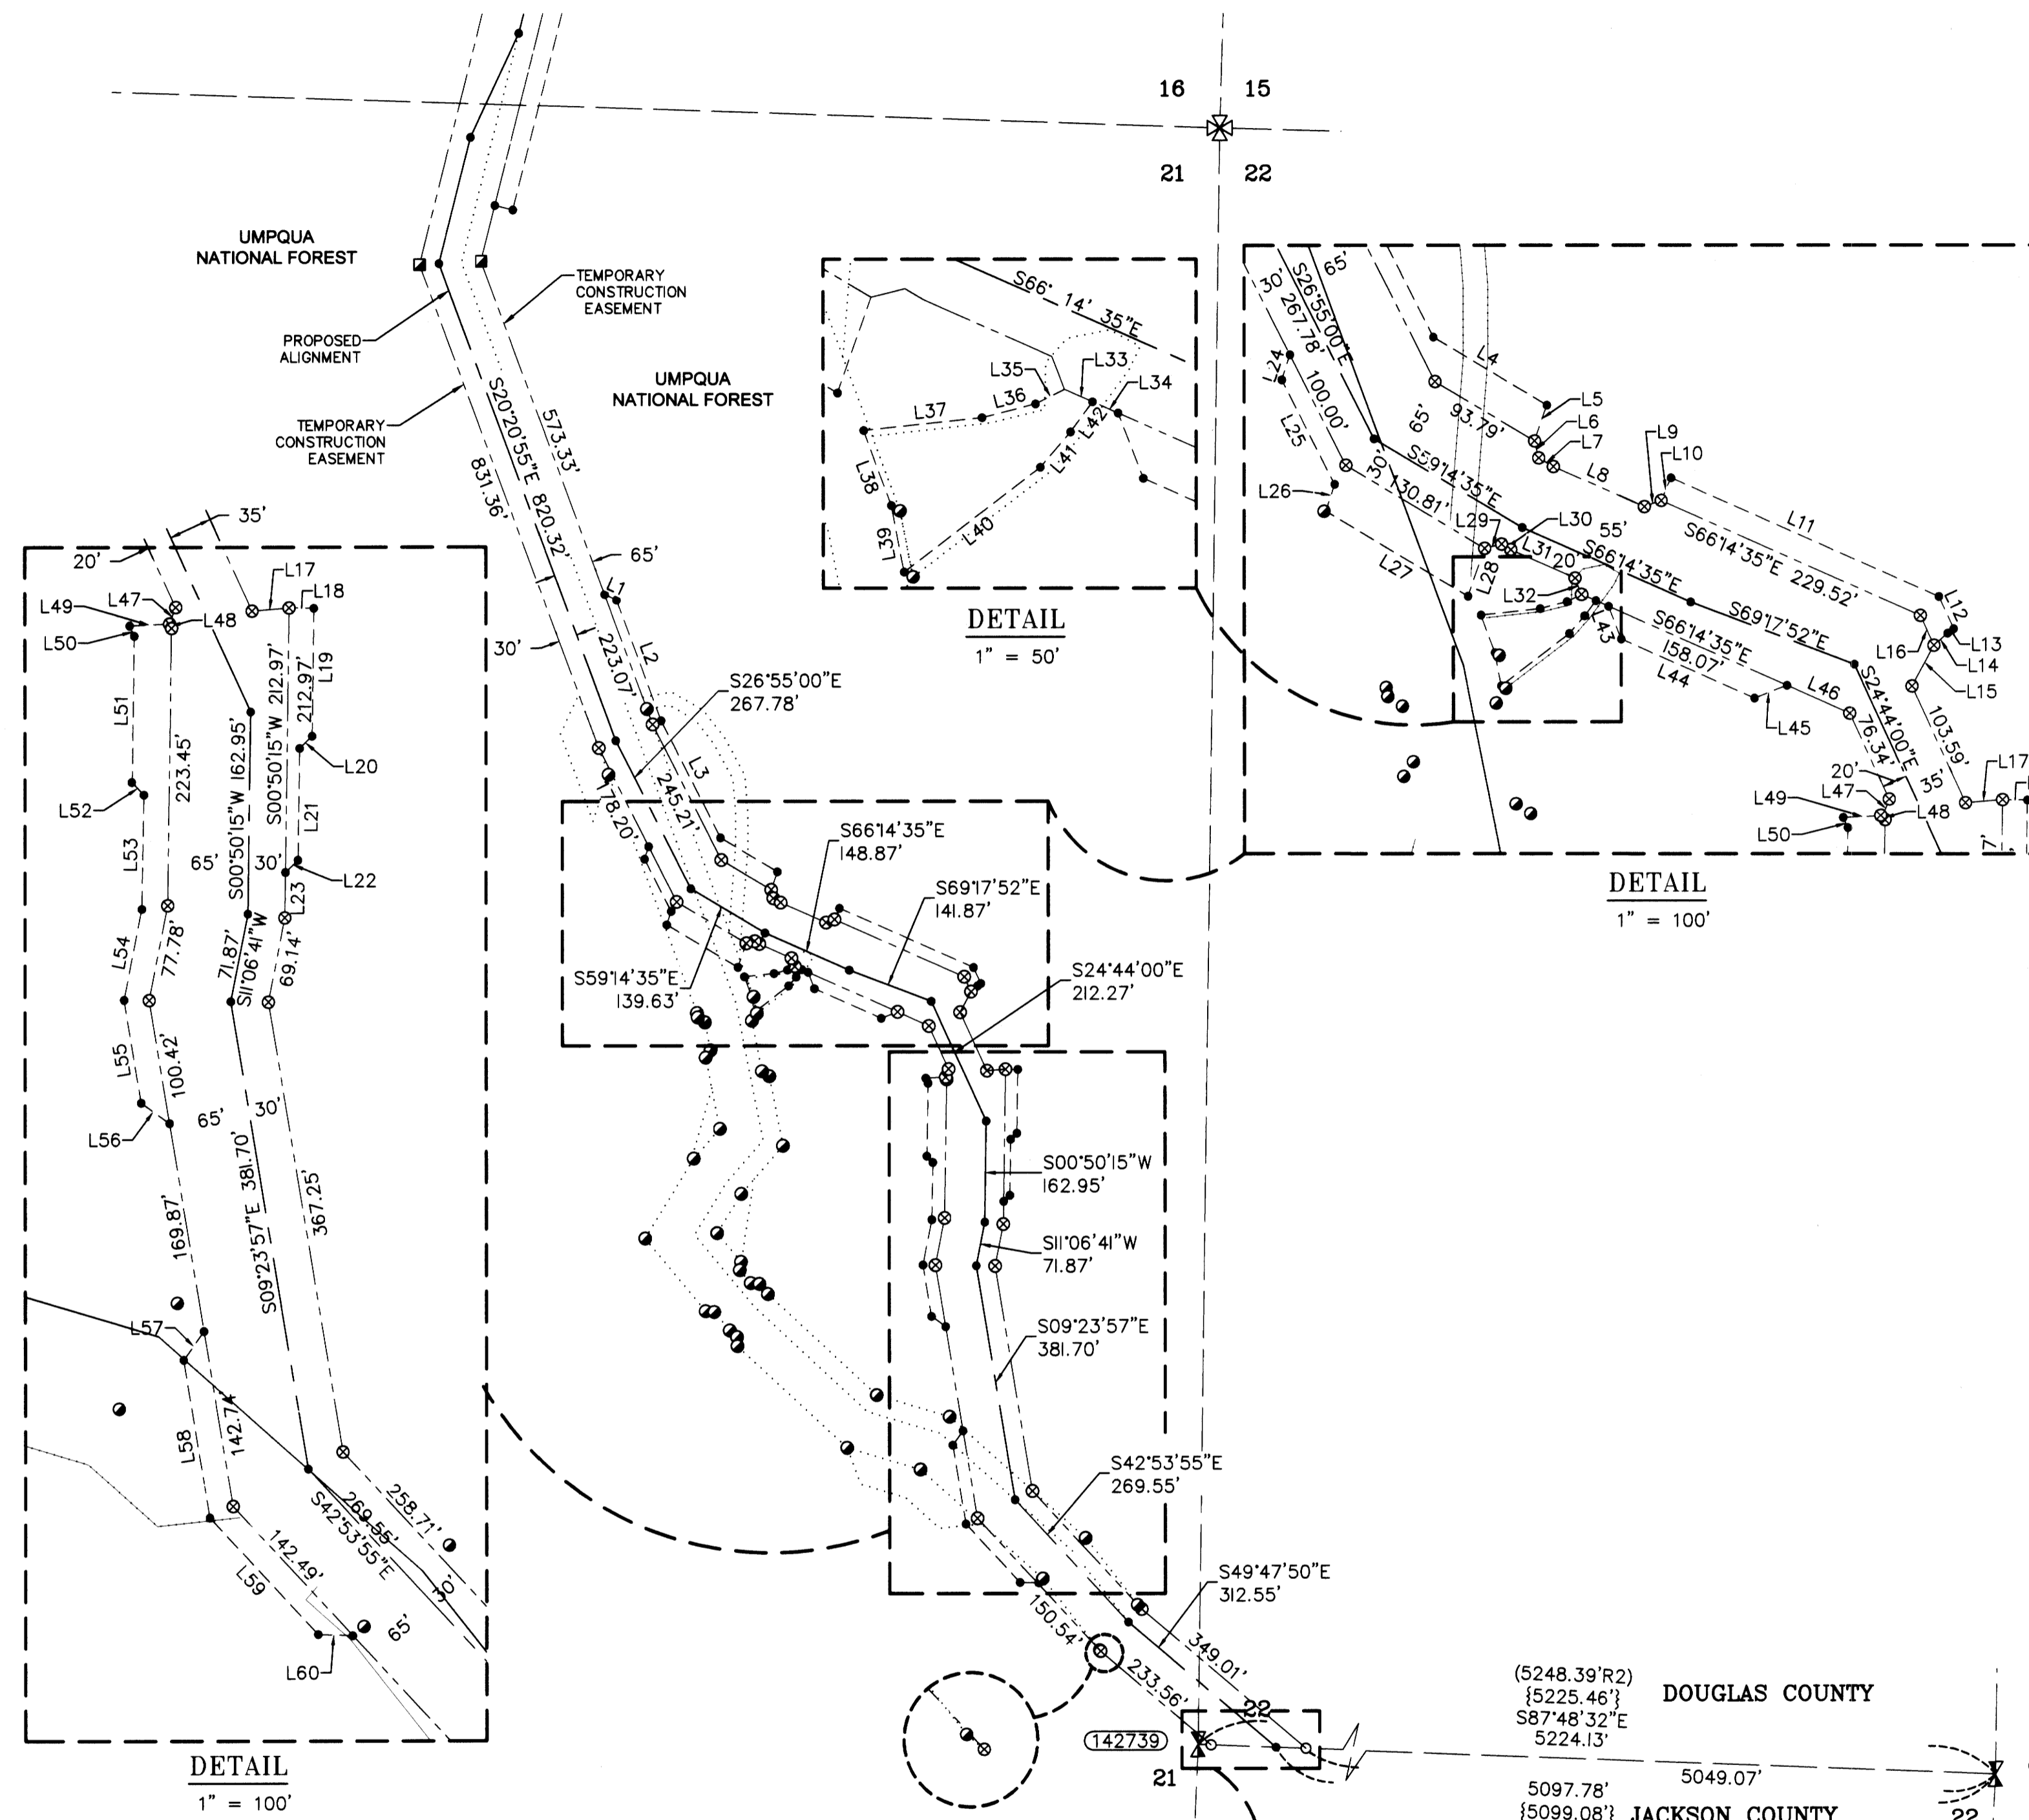 16 15
21 22
UMPQUA
NATIONAL FOREST
TEMPORARY
CONSTRUCTION
EASEMENT
PROPOSED
ALIGNMENT
UMPQUA
NATIONAL FOREST
TEMPORARY
CONSTRUCTION
EASEMENT
S20°20'55"E 820.32'
573.33'
831.36'
65'
30'
L1
L2
223.07'
S26°55'00"E
267.78'
L3
245.21'
178.20'
S66°14'35"E
148.87'
S69°17'52"E
141.87'
S59°14'35"E
139.63'
S24°44'00"E
212.27'
S00°50'15"W
162.95'
S11°06'41"W
71.87'
S09°23'57"E
381.70'
S42°53'55"E
269.55'
S49°47'50"E
312.55'
150.54'
349.01'
233.56'
22
142739
21
(5248.39'R2)
{5225.46'}
S87°48'32"E
5224.13'
DOUGLAS COUNTY
5049.07'
5097.78'
{5099.08'} JACKSON COUNTY
22
S66° 14' 35"E
L33
L34
L35
L36
L37
L38
L39
L40
L41
L42
DETAIL
1" = 50'
30'
S26°55'00"E
267.78'
65'
L24
100.00'
L25
L26
L27
L4
L5
L6
L7
93.79'
65'
L8
L9
L10
L11
S59°14'35"E
30'
130.81'
L28
L29
L30
L31
20'
55'
L32
S66°14'35"E
S66°14'35"E 229.52'
L12
L13
L14
L15
L16
S69°17'52"E
L43
S66°14'35"E
158.07'
L44
L45
L46
S24°44'00"E
76.34'
103.59'
20'
35'
L17
L47
L48
L49
L50
7'
DETAIL
1" = 100'
35'
20'
L17
L18
L47
L48
L49
L50
L51
L52
L53
L54
L55
L56
223.45'
S00°50'15"W 162.95'
S00°50'15"W 212.97'
212.97'
L19
L20
L21
L22
L23
65' 30'
77.78'
71.87'
S11°06'41"W
69.14'
100.42'
65' 30'
S09°23'57"E 381.70'
367.25'
169.87'
L57
L58
142.74
142.49'
L59
L60
258.71'
269.55'
S42°53'55"E
30'
65'
DETAIL
1" = 100'